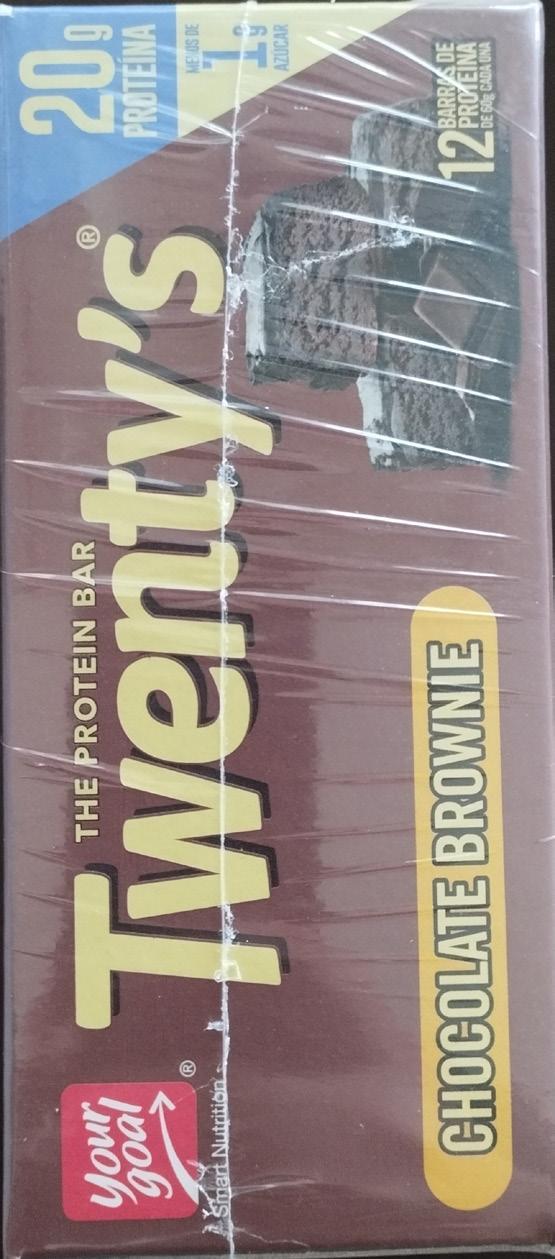 your
goal®
Smart Nutrition
THE PROTEIN BAR
Twenty's®
CHOCOLATE BROWNIE
20g
PROTEÍNA
MENOS DE
1g
AZÚCAR
12 BARRAS DE
PROTEÍNA
DE 60g CADA UNA